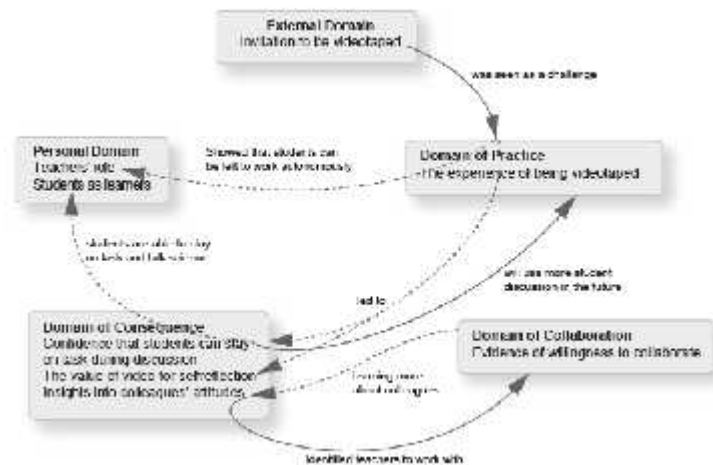 External Domain
Invitation to be videotaped
was seen as a challenge
Personal Domain
Teachers' role
Students as learners
Showed that students can
be left to work autonomously
Domain of Practice
The experience of being videotaped
students are able to stay
on task and talk science
will use more student
discussion in the future
led to
Domain of Consequence
Confidence that students can stay
on task during discussion
The value of video for selfreflection
Insights into colleagues' attitudes
Domain of Collaboration
Evidence of willingness to collaborate
Learning more
about colleagues
Identified teachers to work with